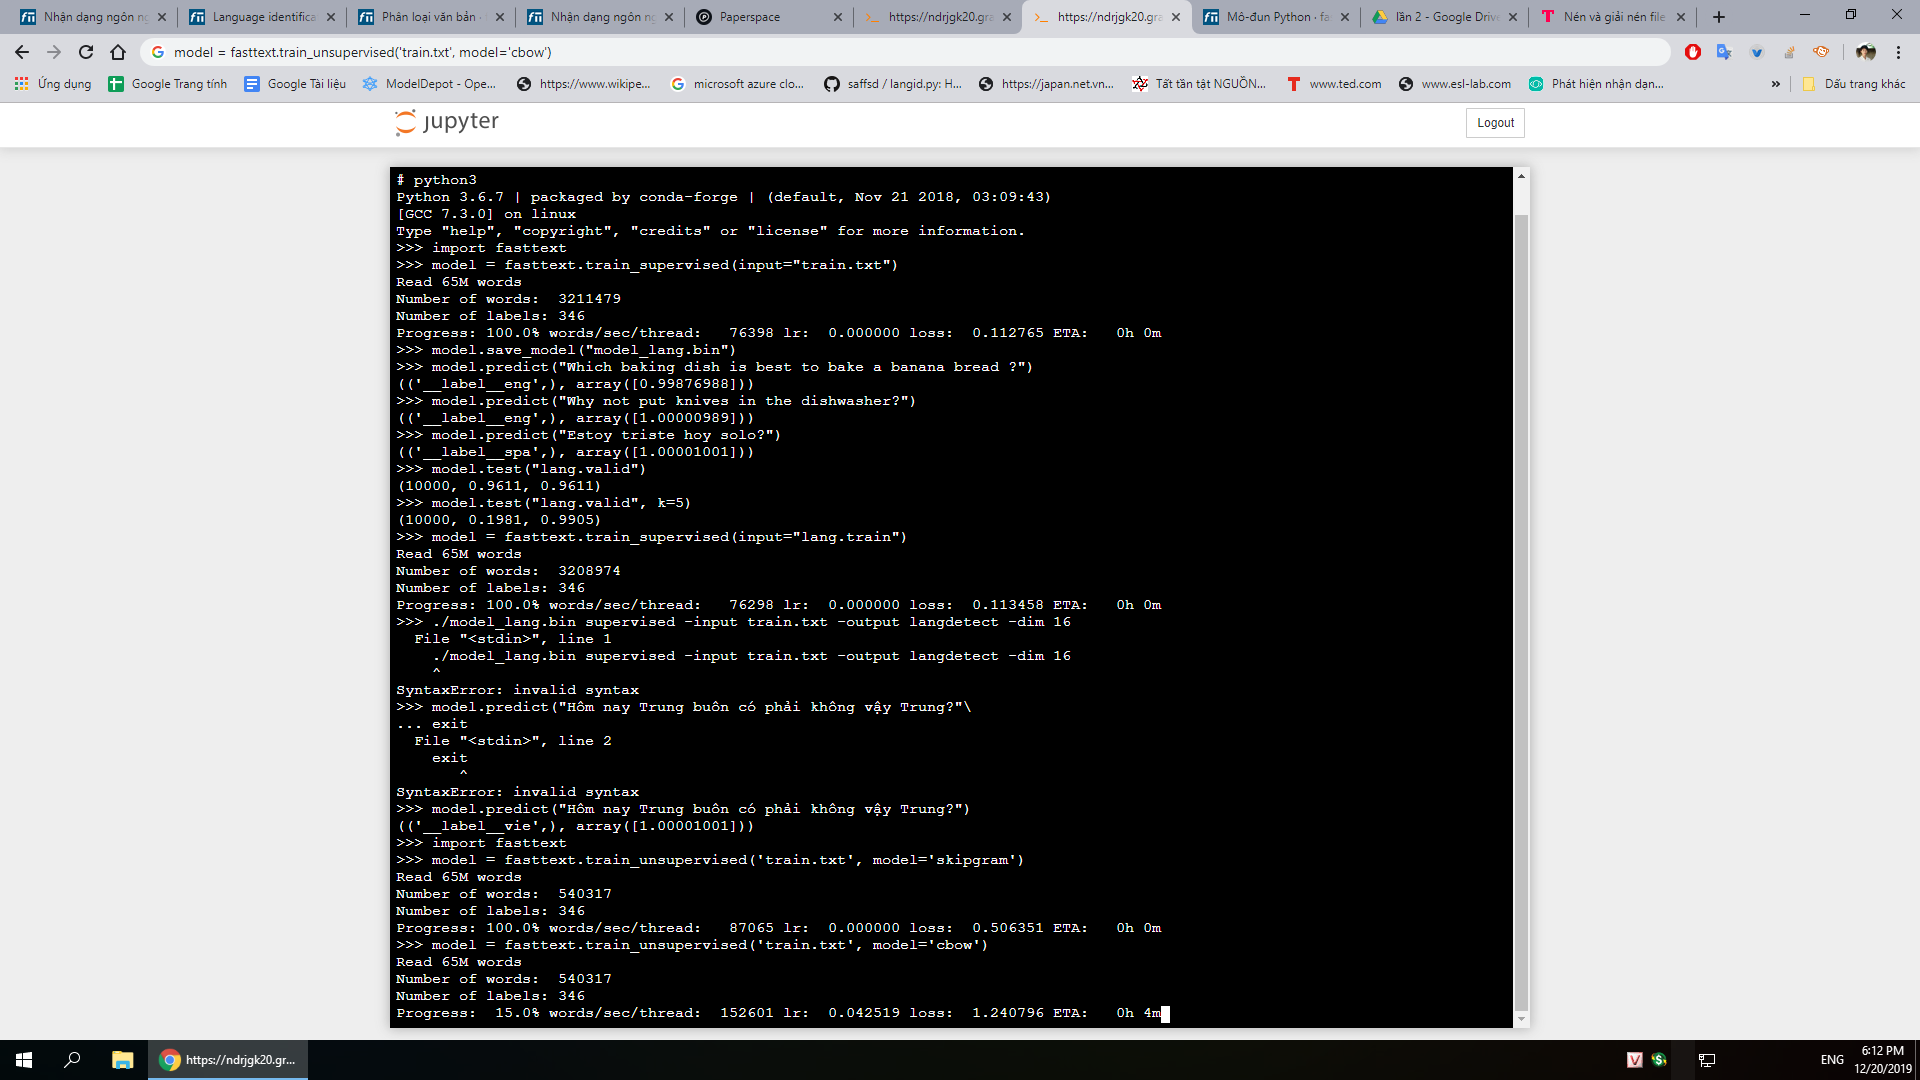 Nhận dạng ngôn ng
Language identifica
Phân loại văn bản ·
Nhận dạng ngôn ng
Paperspace
https://ndrjgk20.gra
https://ndrjgk20.gra
Mô-đun Python · fa
lần 2 - Google Drive
Nén và giải nén file
model = fasttext.train_unsupervised('train.txt', model='cbow')
Ứng dụng
Google Trang tính
Google Tài liệu
ModelDepot - Ope...
https://www.wikipe...
microsoft azure clo...
saffsd / langid.py: H...
https://japan.net.vn...
Tất tần tật NGUỒN...
www.ted.com
www.esl-lab.com
Phát hiện nhận dạn...
»
Dấu trang khác
jupyter
Logout
# python3
Python 3.6.7 | packaged by conda-forge | (default, Nov 21 2018, 03:09:43)
[GCC 7.3.0] on linux
Type "help", "copyright", "credits" or "license" for more information.
>>> import fasttext
>>> model = fasttext.train_supervised(input="train.txt")
Read 65M words
Number of words:  3211479
Number of labels: 346
Progress: 100.0% words/sec/thread:   76398 lr:  0.000000 loss:  0.112765 ETA:   0h 0m
>>> model.save_model("model_lang.bin")
>>> model.predict("Which baking dish is best to bake a banana bread ?")
(('__label__eng',), array([0.99876988]))
>>> model.predict("Why not put knives in the dishwasher?")
(('__label__eng',), array([1.00000989]))
>>> model.predict("Estoy triste hoy solo?")
(('__label__spa',), array([1.00001001]))
>>> model.test("lang.valid")
(10000, 0.9611, 0.9611)
>>> model.test("lang.valid", k=5)
(10000, 0.1981, 0.9905)
>>> model = fasttext.train_supervised(input="lang.train")
Read 65M words
Number of words:  3208974
Number of labels: 346
Progress: 100.0% words/sec/thread:   76298 lr:  0.000000 loss:  0.113458 ETA:   0h 0m
>>> ./model_lang.bin supervised -input train.txt -output langdetect -dim 16
  File "<stdin>", line 1
    ./model_lang.bin supervised -input train.txt -output langdetect -dim 16
    ^
SyntaxError: invalid syntax
>>> model.predict("Hôm nay Trung buôn có phải không vậy Trung?"\
... exit
  File "<stdin>", line 2
    exit
       ^
SyntaxError: invalid syntax
>>> model.predict("Hôm nay Trung buôn có phải không vậy Trung?")
(('__label__vie',), array([1.00001001]))
>>> import fasttext
>>> model = fasttext.train_unsupervised('train.txt', model='skipgram')
Read 65M words
Number of words:  540317
Number of labels: 346
Progress: 100.0% words/sec/thread:   87065 lr:  0.000000 loss:  0.506351 ETA:   0h 0m
>>> model = fasttext.train_unsupervised('train.txt', model='cbow')
Read 65M words
Number of words:  540317
Number of labels: 346
Progress:  15.0% words/sec/thread:  152601 lr:  0.042519 loss:  1.240796 ETA:   0h 4m
https://ndrjgk20.gr...
ENG
6:12 PM
12/20/2019